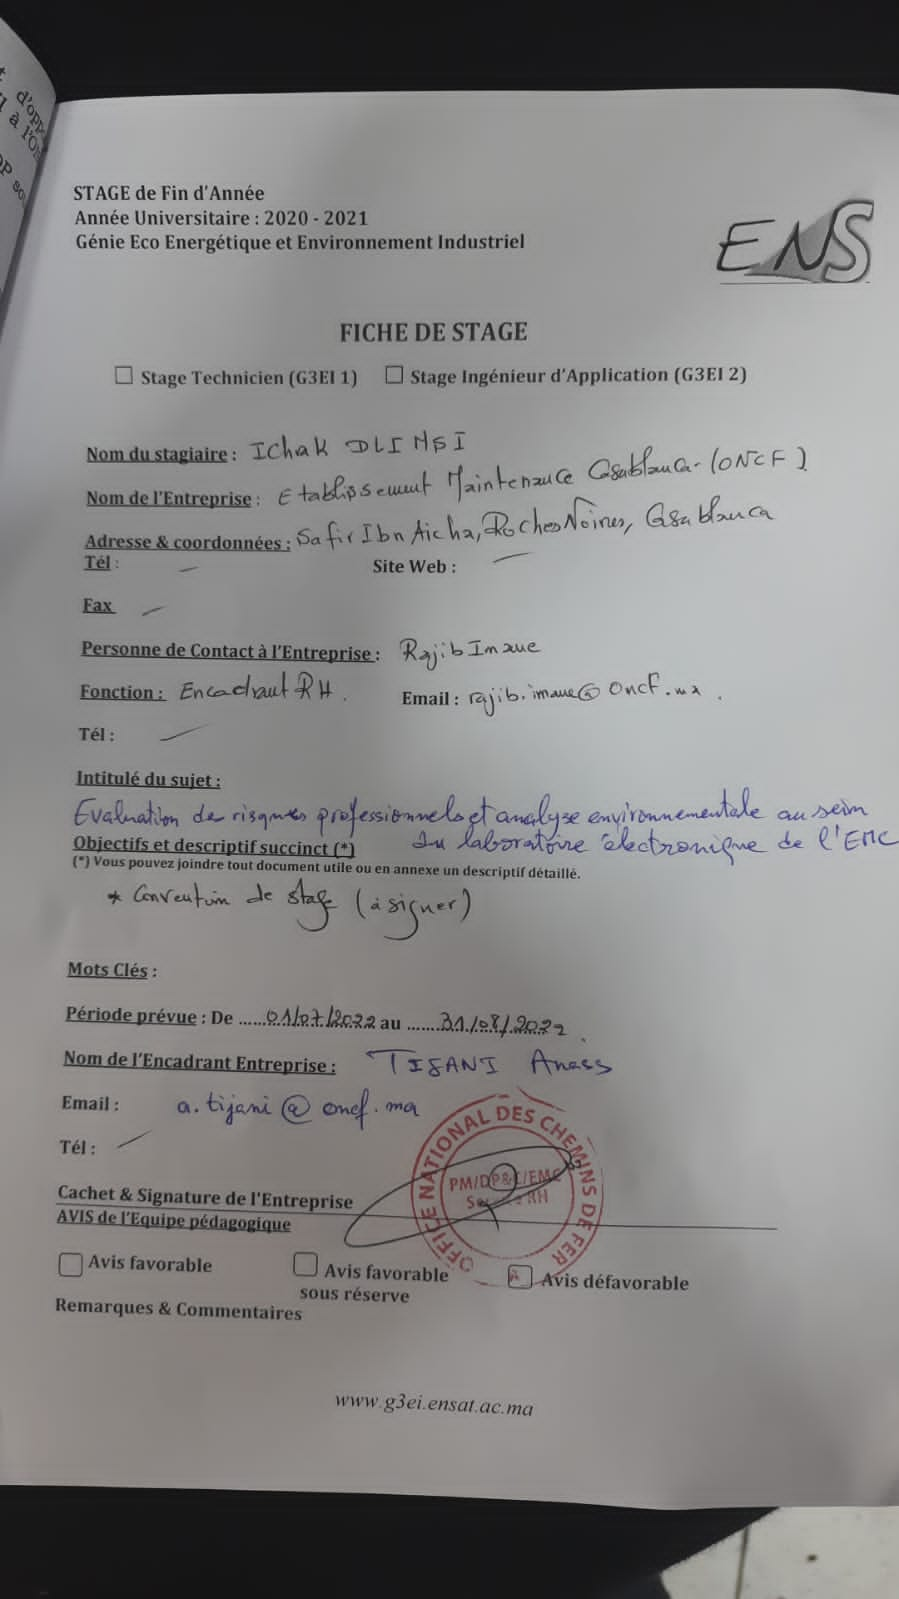 d'opp
à l'O
STAGE de Fin d'Année
Année Universitaire : 2020 - 2021
Génie Eco Energétique et Environnement Industriel
ENS
FICHE DE STAGE
☐ Stage Technicien (G3EI 1) ☐ Stage Ingénieur d'Application (G3EI 2)
Nom du stagiaire : IChak DLIMSI
Nom de l'Entreprise : Etablissement Maintenance Casablanca - (ONCF)
Adresse & coordonnées : Safir Ibn Aicha, Roches Noires, Casablanca
Tél : — Site Web : —
Fax —
Personne de Contact à l'Entreprise : Rajib Imane
Fonction : Encadrant RH. Email : rajib.imane@oncf.ma.
Tél : —
Intitulé du sujet :
Evaluation de risques professionnels et analyse environnementale au sein
du laboratoire électronique de l'EMC
Objectifs et descriptif succinct (*)
(*) Vous pouvez joindre tout document utile ou en annexe un descriptif détaillé.
* Convention de stage (à signer)
Mots Clés :
Période prévue : De ......01/07/2022 au .......31/08/2022.
Nom de l'Encadrant Entreprise : TIJANI Anass
Email : a.tijani@oncf.ma
Tél : —
OFFICE NATIONAL DES CHEMINS DE FER
PM/DP&C/EMC
RH
Cachet & Signature de l'Entreprise
AVIS de l'Equipe pédagogique
☐ Avis favorable ☐ Avis favorable sous réserve ☐ Avis défavorable
Remarques & Commentaires
www.g3ei.ensat.ac.ma